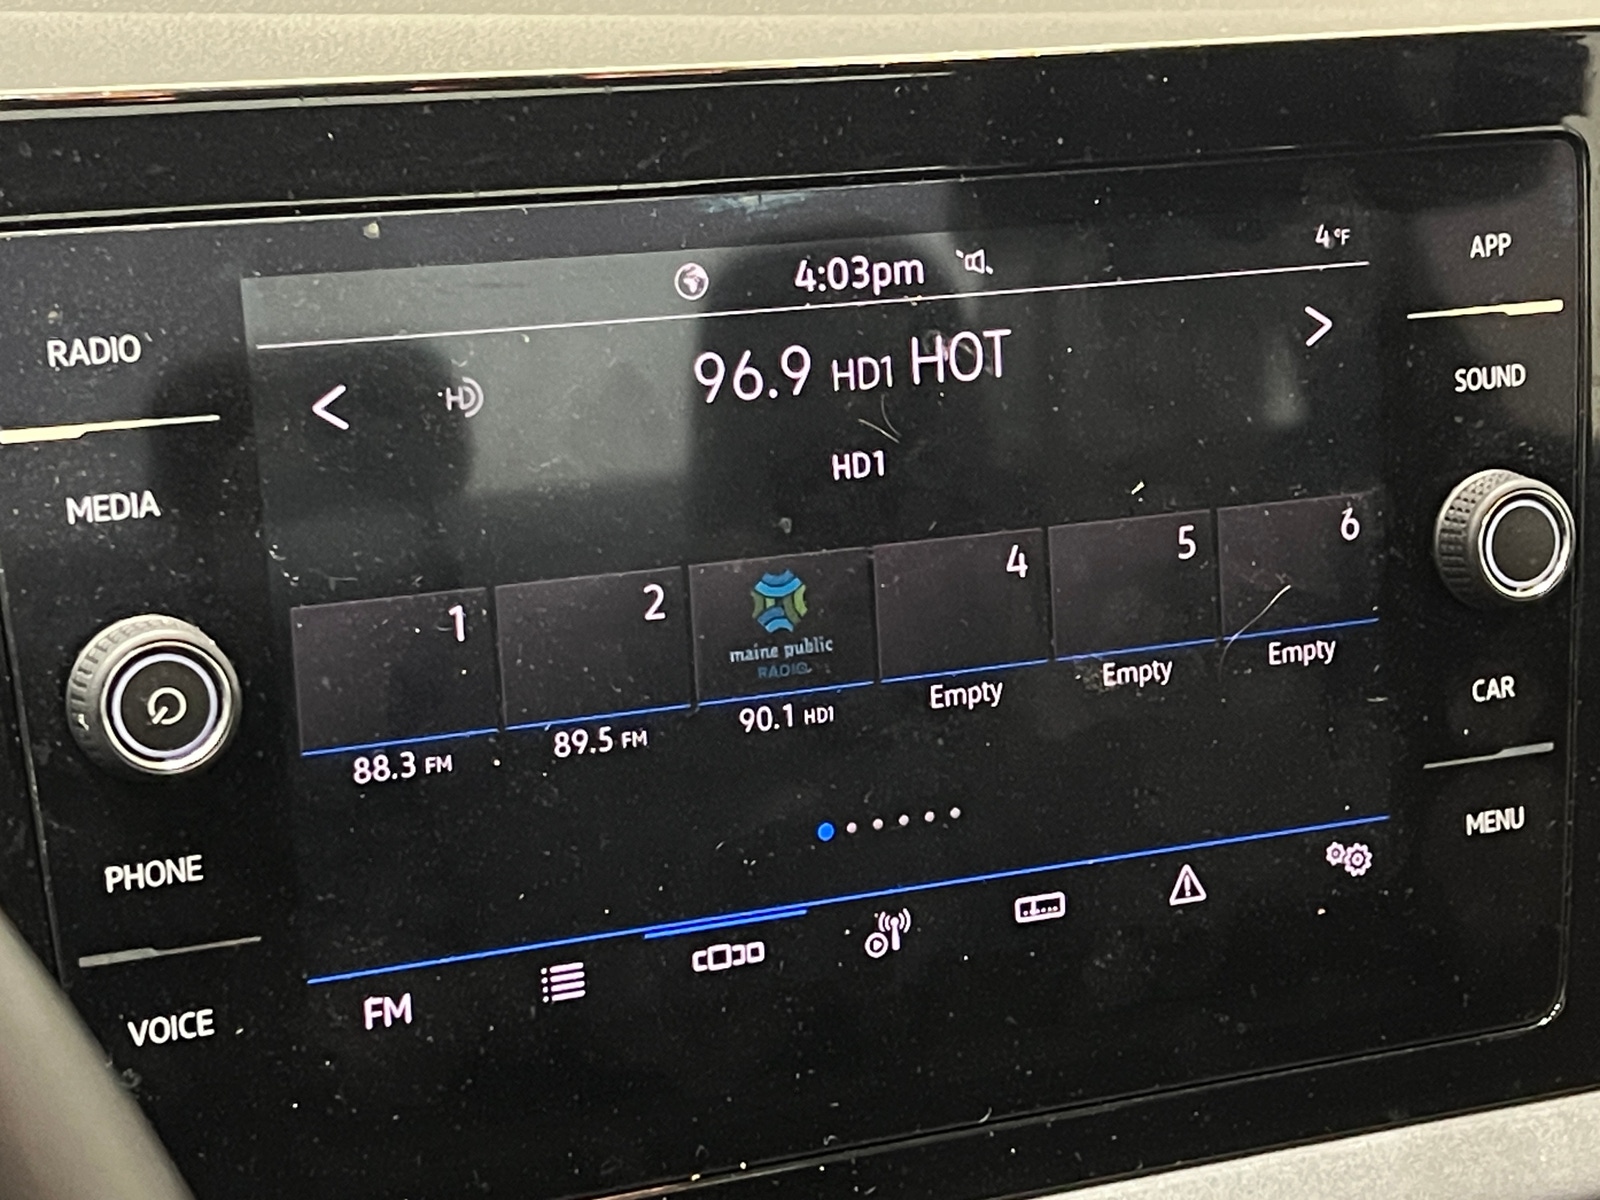 4:03pm
4°F
APP
RADIO
96.9 HD1 HOT
HD
SOUND
HD1
MEDIA
1
2
4
5
6
maine public
RADIO
88.3 FM
89.5 FM
90.1 HD1
Empty
Empty
Empty
CAR
PHONE
MENU
VOICE
FM